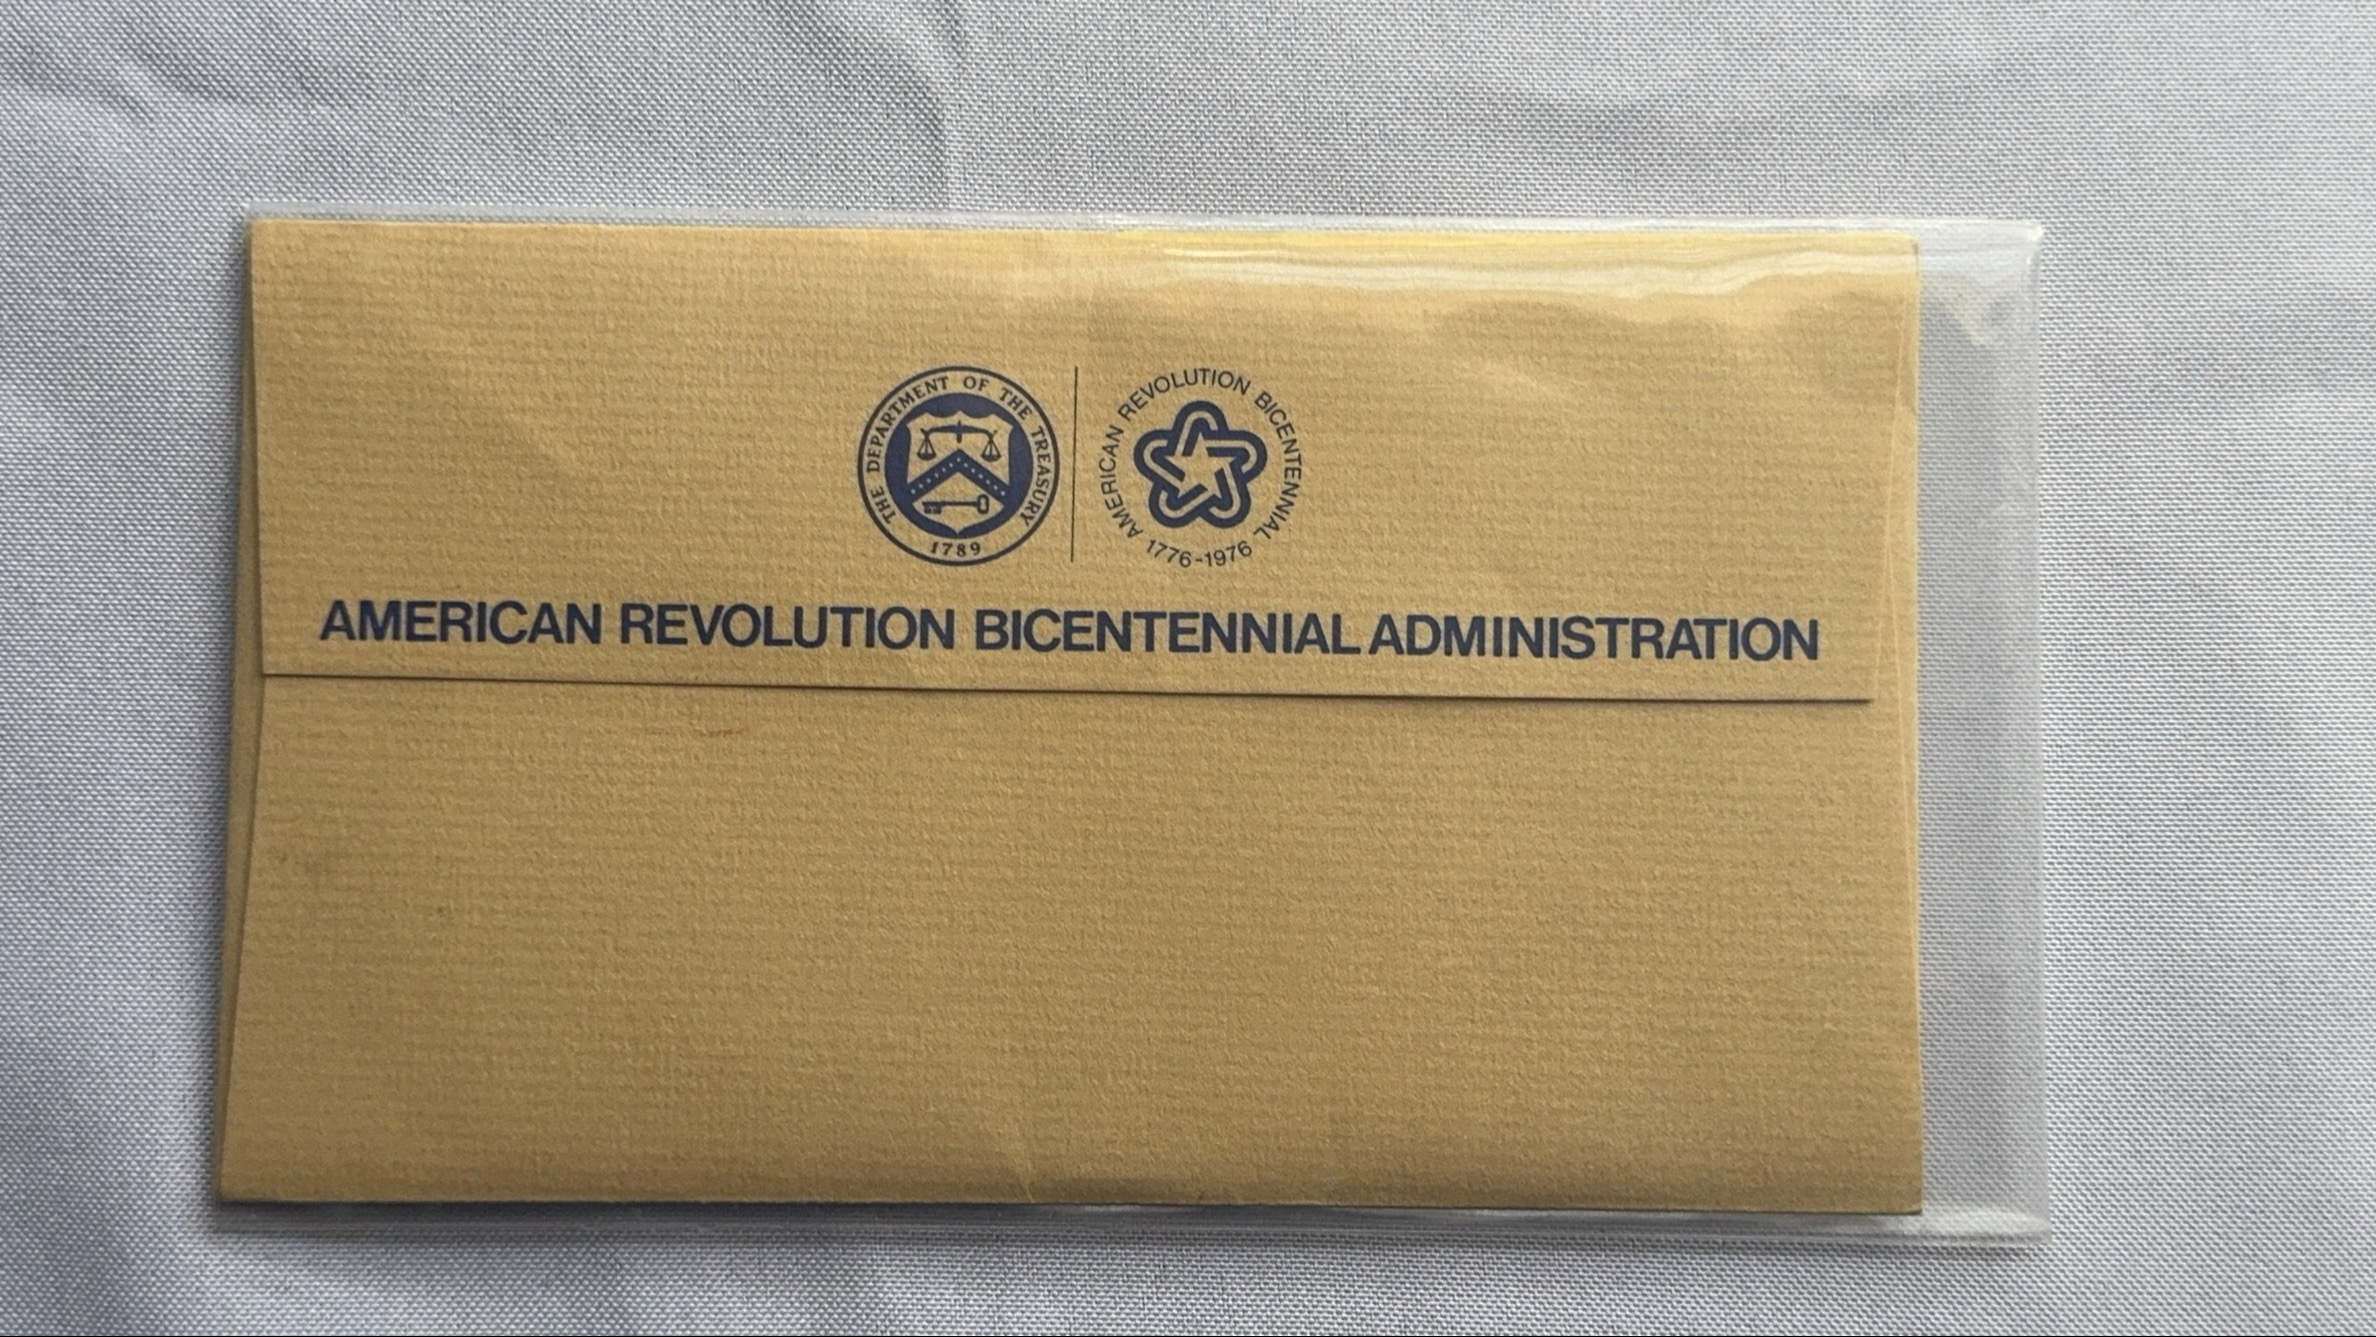 THE DEPARTMENT OF THE TREASURY
1789
AMERICAN REVOLUTION BICENTENNIAL
1776-1976
AMERICAN REVOLUTION BICENTENNIAL ADMINISTRATION